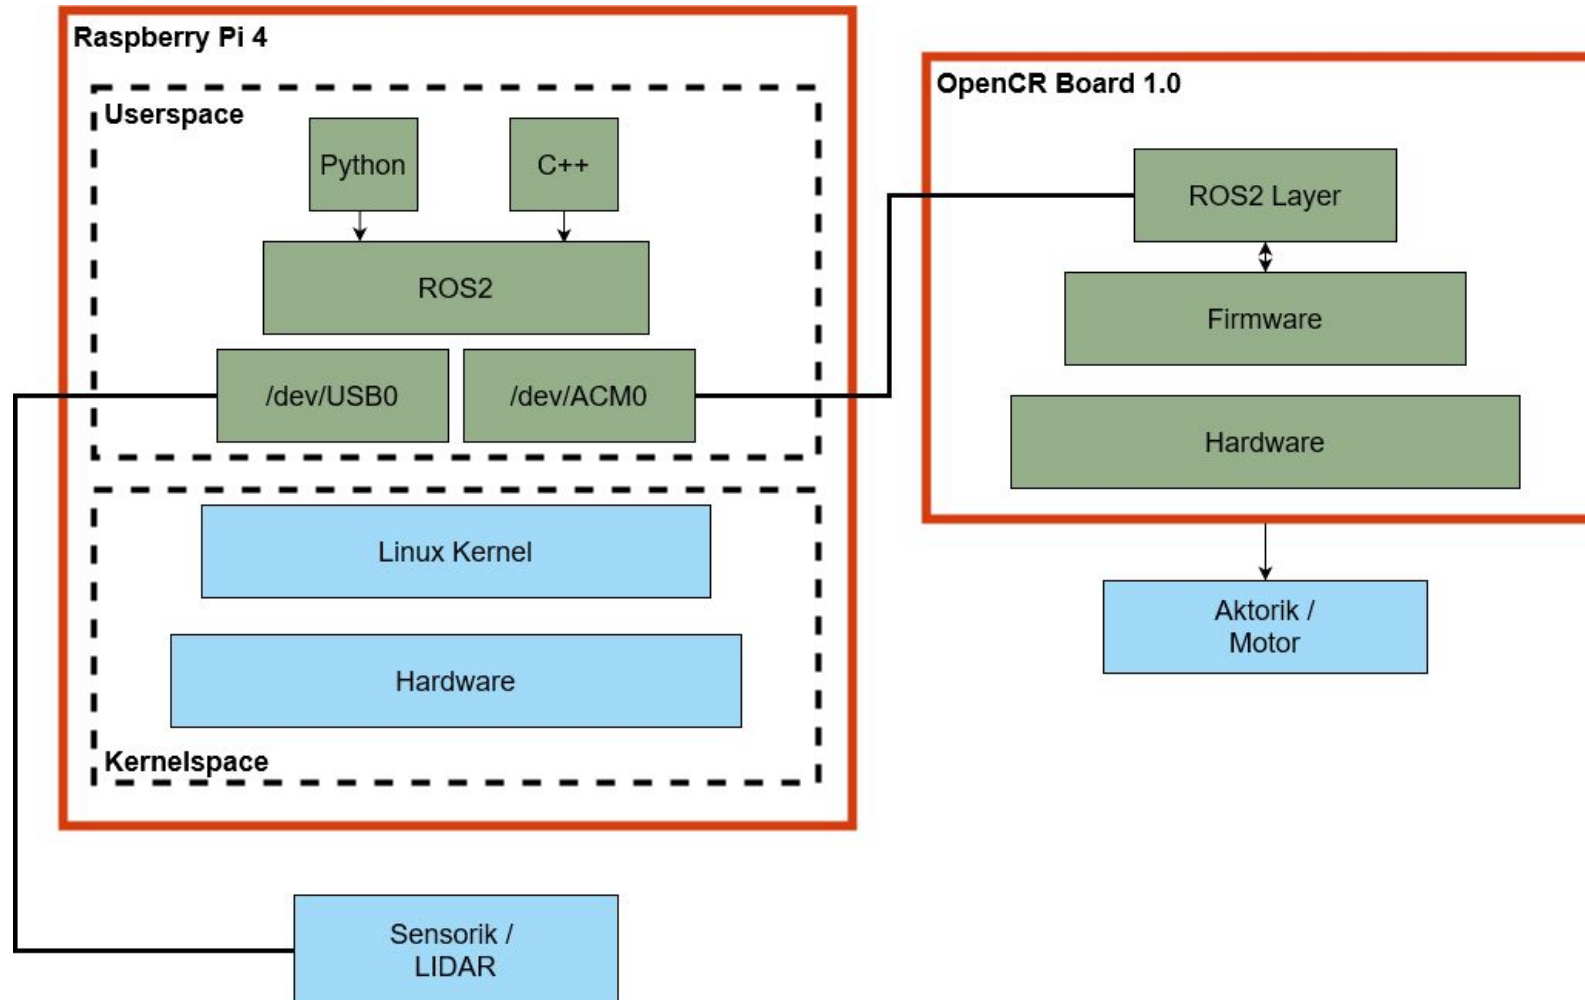 Raspberry Pi 4
Userspace
Python
C++
ROS2
/dev/USB0
/dev/ACM0
Linux Kernel
Hardware
Kernelspace
Sensorik /
LIDAR
OpenCR Board 1.0
ROS2 Layer
Firmware
Hardware
Aktorik /
Motor